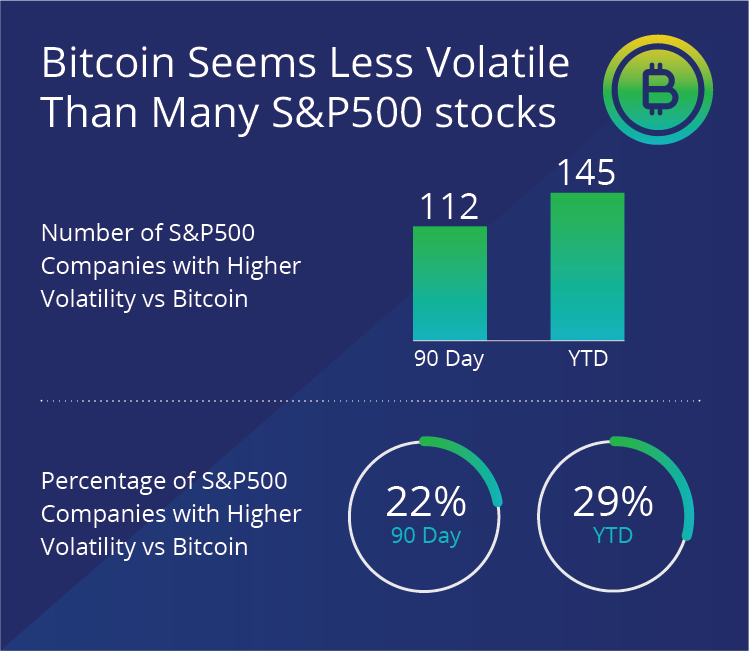 Bitcoin Seems Less Volatile
Than Many S&P500 stocks
Number of S&P500
Companies with Higher
Volatility vs Bitcoin
112
145
90 Day
YTD
Percentage of S&P500
Companies with Higher
Volatility vs Bitcoin
22%
90 Day
29%
YTD